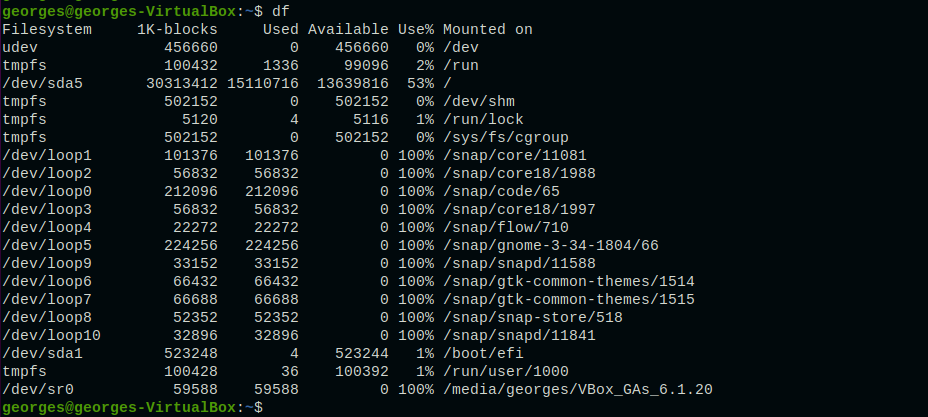 georges@georges-VirtualBox:~$ df
Filesystem     1K-blocks     Used Available Use% Mounted on
udev              456660        0    456660   0% /dev
tmpfs             100432     1336     99096   2% /run
/dev/sda5       30313412 15110716  13639816  53% /
tmpfs             502152        0    502152   0% /dev/shm
tmpfs               5120        4      5116   1% /run/lock
tmpfs             502152        0    502152   0% /sys/fs/cgroup
/dev/loop1        101376   101376         0 100% /snap/core/11081
/dev/loop2         56832    56832         0 100% /snap/core18/1988
/dev/loop0        212096   212096         0 100% /snap/code/65
/dev/loop3         56832    56832         0 100% /snap/core18/1997
/dev/loop4         22272    22272         0 100% /snap/flow/710
/dev/loop5        224256   224256         0 100% /snap/gnome-3-34-1804/66
/dev/loop9         33152    33152         0 100% /snap/snapd/11588
/dev/loop6         66432    66432         0 100% /snap/gtk-common-themes/1514
/dev/loop7         66688    66688         0 100% /snap/gtk-common-themes/1515
/dev/loop8         52352    52352         0 100% /snap/snap-store/518
/dev/loop10        32896    32896         0 100% /snap/snapd/11841
/dev/sda1         523248        4    523244   1% /boot/efi
tmpfs             100428       36    100392   1% /run/user/1000
/dev/sr0           59588    59588         0 100% /media/georges/VBox_GAs_6.1.20
georges@georges-VirtualBox:~$